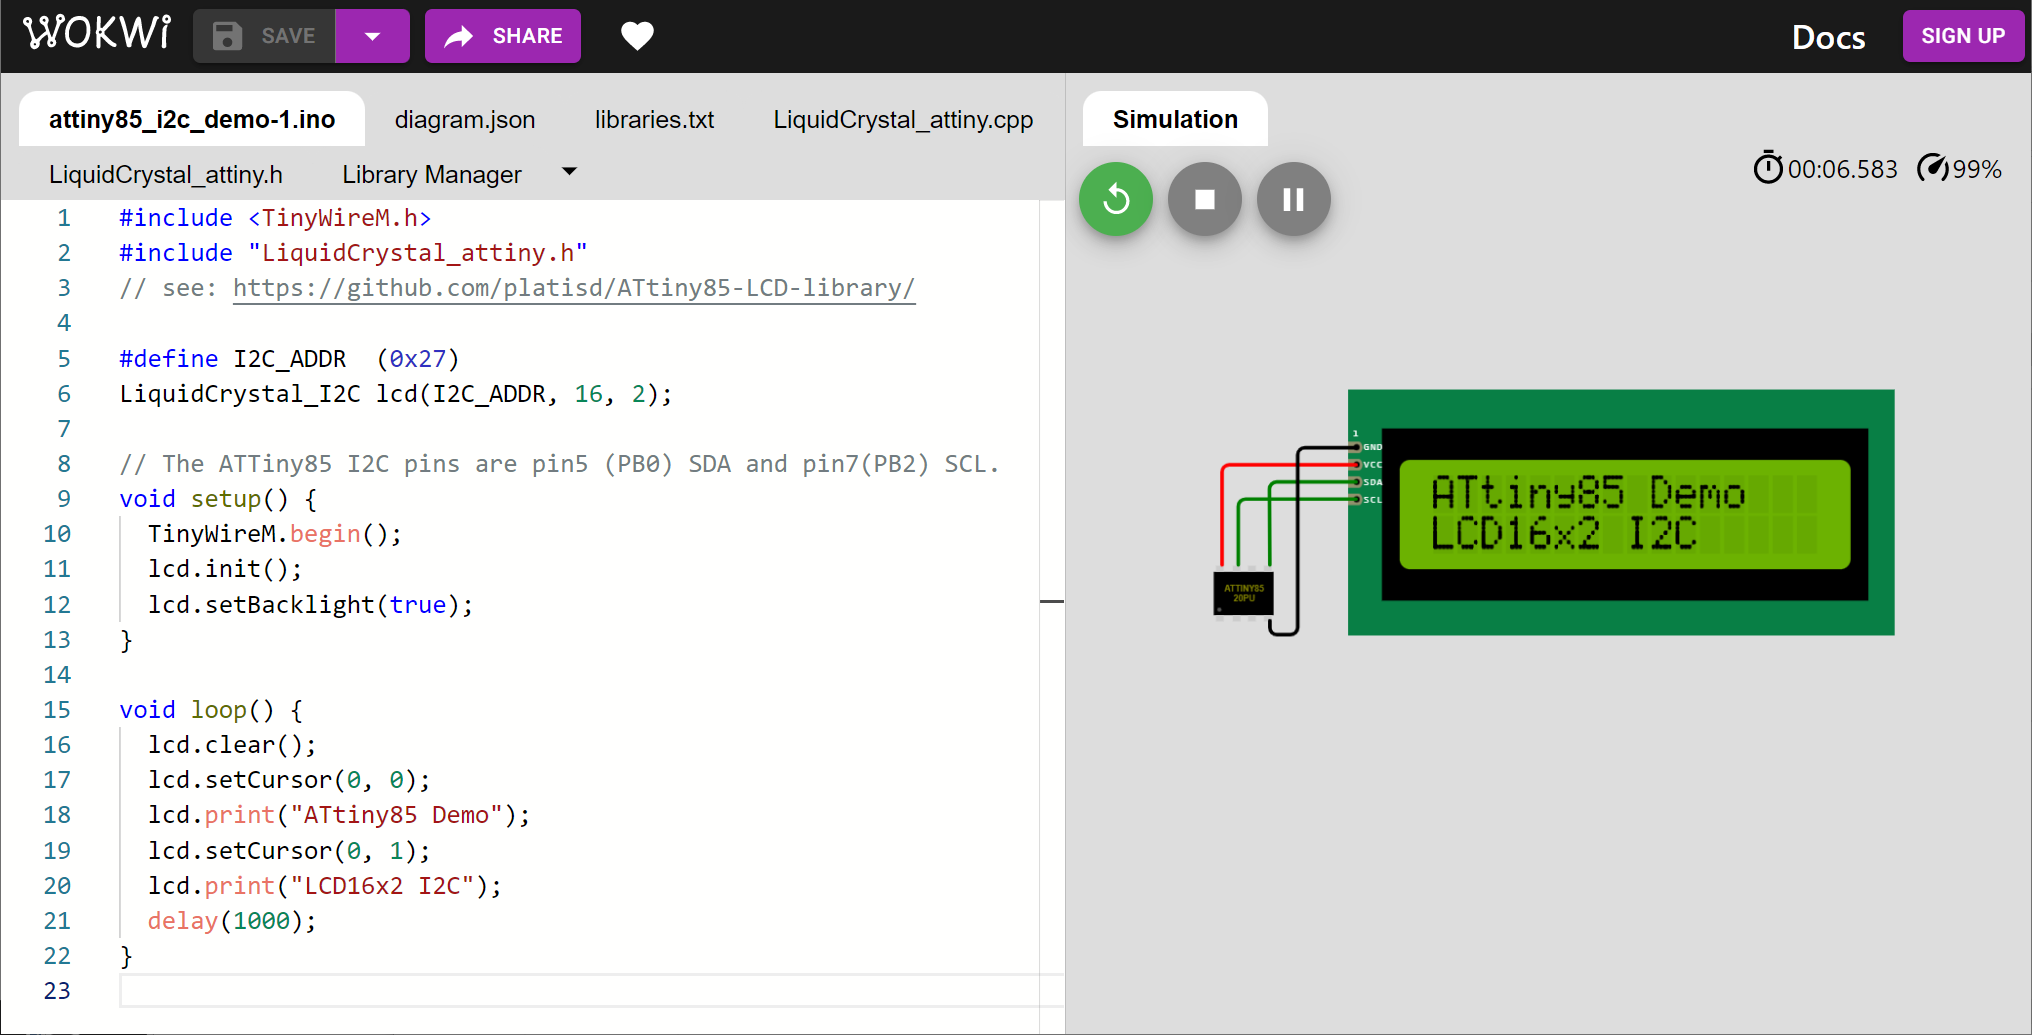 WOKWi SAVE SHARE Docs SIGN UP
attiny85_i2c_demo-1.ino diagram.json libraries.txt LiquidCrystal_attiny.cpp
LiquidCrystal_attiny.h Library Manager
Simulation
00:06.583 99%
1 #include <TinyWireM.h>
2 #include "LiquidCrystal_attiny.h"
3 // see: https://github.com/platisd/ATtiny85-LCD-library/
4
5 #define I2C_ADDR  (0x27)
6 LiquidCrystal_I2C lcd(I2C_ADDR, 16, 2);
7
8 // The ATTiny85 I2C pins are pin5 (PB0) SDA and pin7(PB2) SCL.
9 void setup() {
10   TinyWireM.begin();
11   lcd.init();
12   lcd.setBacklight(true);
13 }
14
15 void loop() {
16   lcd.clear();
17   lcd.setCursor(0, 0);
18   lcd.print("ATtiny85 Demo");
19   lcd.setCursor(0, 1);
20   lcd.print("LCD16x2 I2C");
21   delay(1000);
22 }
23
1
GND
VCC
SDA
SCL
ATtiny85 Demo
LCD16x2 I2C
ATTINY85
20PU